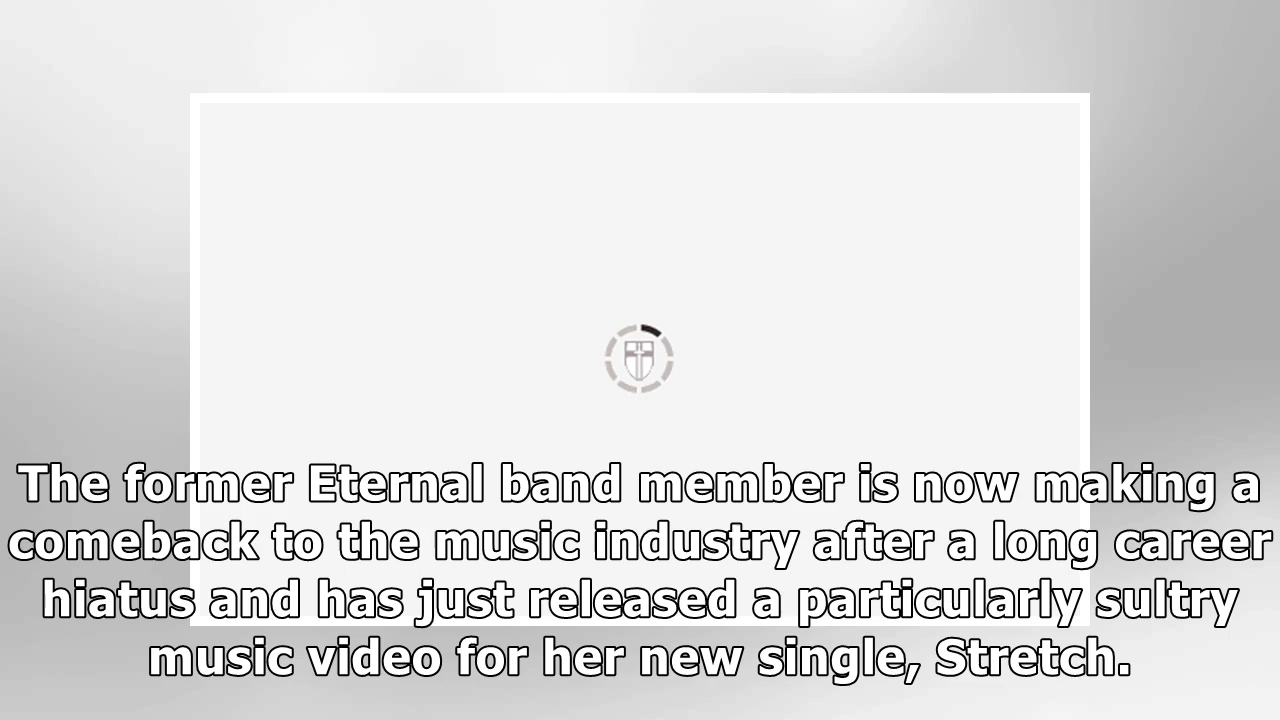 The former Eternal band member is now making a
comeback to the music industry after a long career
hiatus and has just released a particularly sultry
music video for her new single, Stretch.